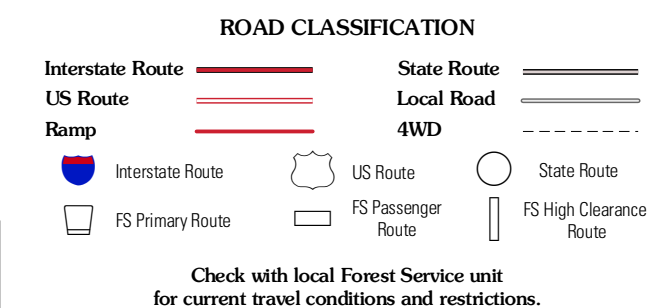 ROAD CLASSIFICATION
Interstate Route
State Route
US Route
Local Road
Ramp
4WD
Interstate Route
US Route
State Route
FS Primary Route
FS Passenger
Route
FS High Clearance
Route
Check with local Forest Service unit
for current travel conditions and restrictions.